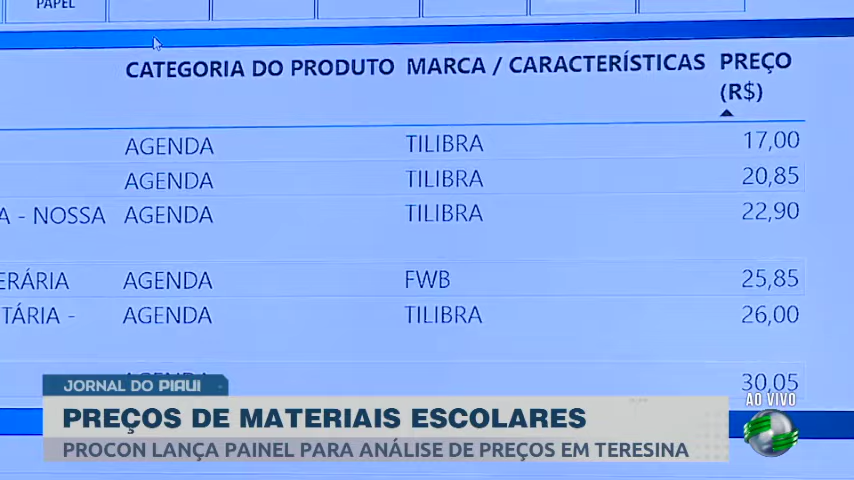 PAPEL
CATEGORIA DO PRODUTO MARCA / CARACTERÍSTICAS PREÇO
(R$)
AGENDA TILIBRA 17,00
AGENDA TILIBRA 20,85
A - NOSSA AGENDA TILIBRA 22,90
ERÁRIA AGENDA FWB 25,85
TÁRIA - AGENDA TILIBRA 26,00
AGENDA 30,05
JORNAL DO PIAUÍ
AO VIVO
PREÇOS DE MATERIAIS ESCOLARES
PROCON LANÇA PAINEL PARA ANÁLISE DE PREÇOS EM TERESINA